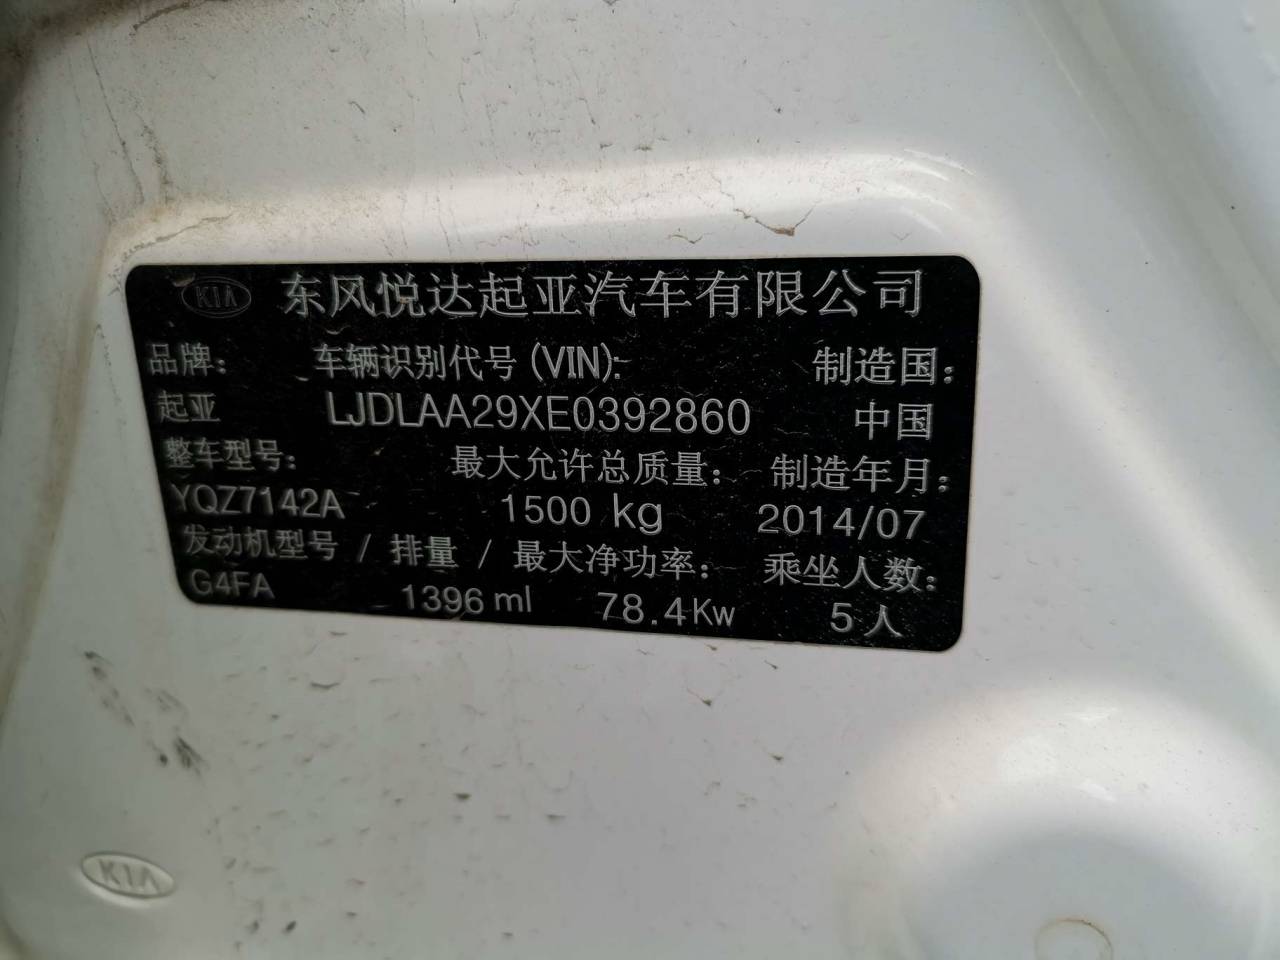 KIA 东风悦达起亚汽车有限公司
品牌： 车辆识别代号 (VIN)： 制造国：
起亚 LJDLAA29XE0392860 中国
整车型号： 最大允许总质量： 制造年月：
YQZ7142A 1500 kg 2014/07
发动机型号 / 排量 / 最大净功率： 乘坐人数：
G4FA 1396 ml 78.4Kw 5人
KIA